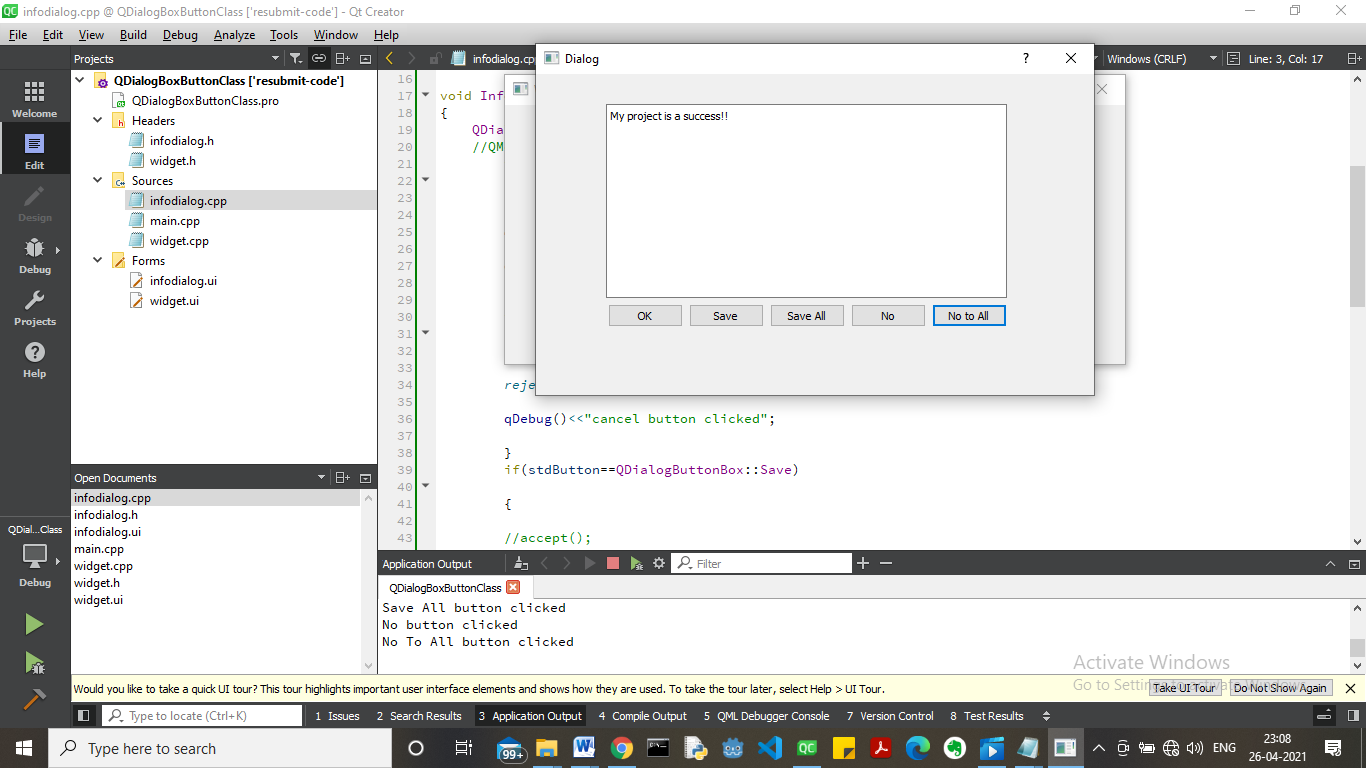 infodialog.cpp @ QDialogBoxButtonClass ['resubmit-code'] - Qt Creator
File Edit View Build Debug Analyze Tools Window Help
Projects
infodialog.cp
Windows (CRLF)
Line: 3, Col: 17
Welcome
Edit
Design
Debug
Projects
Help
QDialogBoxButtonClass ['resubmit-code']
QDialogBoxButtonClass.pro
Headers
infodialog.h
widget.h
Sources
infodialog.cpp
main.cpp
widget.cpp
Forms
infodialog.ui
widget.ui
Dialog
?
My project is a success!!
OK Save Save All No No to All
16
17 void Inf
18 {
19 QDia
20 //QM
21
22
23
24
25
26
27
28
29
30
31
32
33
34 reje
35
36 qDebug()<<"cancel button clicked";
37
38 }
39 if(stdButton==QDialogButtonBox::Save)
40
41 {
42
43 //accept();
Open Documents
infodialog.cpp
infodialog.h
infodialog.ui
main.cpp
widget.cpp
widget.h
widget.ui
QDial...Class
Debug
Application Output
Filter
QDialogBoxButtonClass
Save All button clicked
No button clicked
No To All button clicked
Activate Windows
Would you like to take a quick UI tour? This tour highlights important user interface elements and shows how they are used. To take the tour later, select Help > UI Tour.
Take UI Tour
Do Not Show Again
Type to locate (Ctrl+K)
1 Issues 2 Search Results 3 Application Output 4 Compile Output 5 QML Debugger Console 7 Version Control 8 Test Results
Type here to search
99+
ENG
23:08
26-04-2021